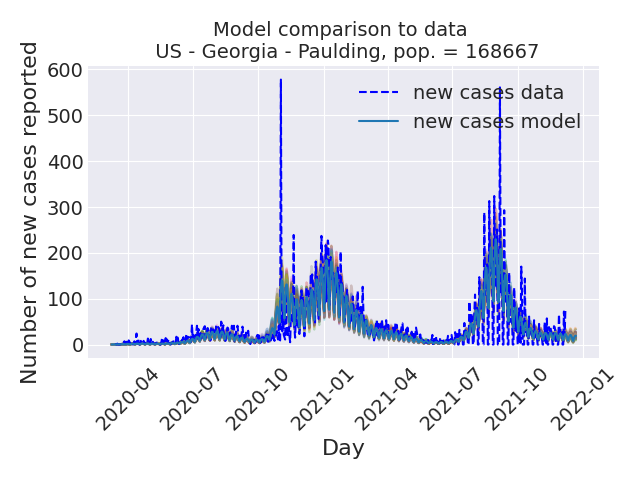 Model comparison to data
US - Georgia - Paulding, pop. = 168667
Number of new cases reported
600
500
400
300
200
100
0
new cases data
new cases model
2020-04
2020-07
2020-10
2021-01
2021-04
2021-07
2021-10
2022-01
Day